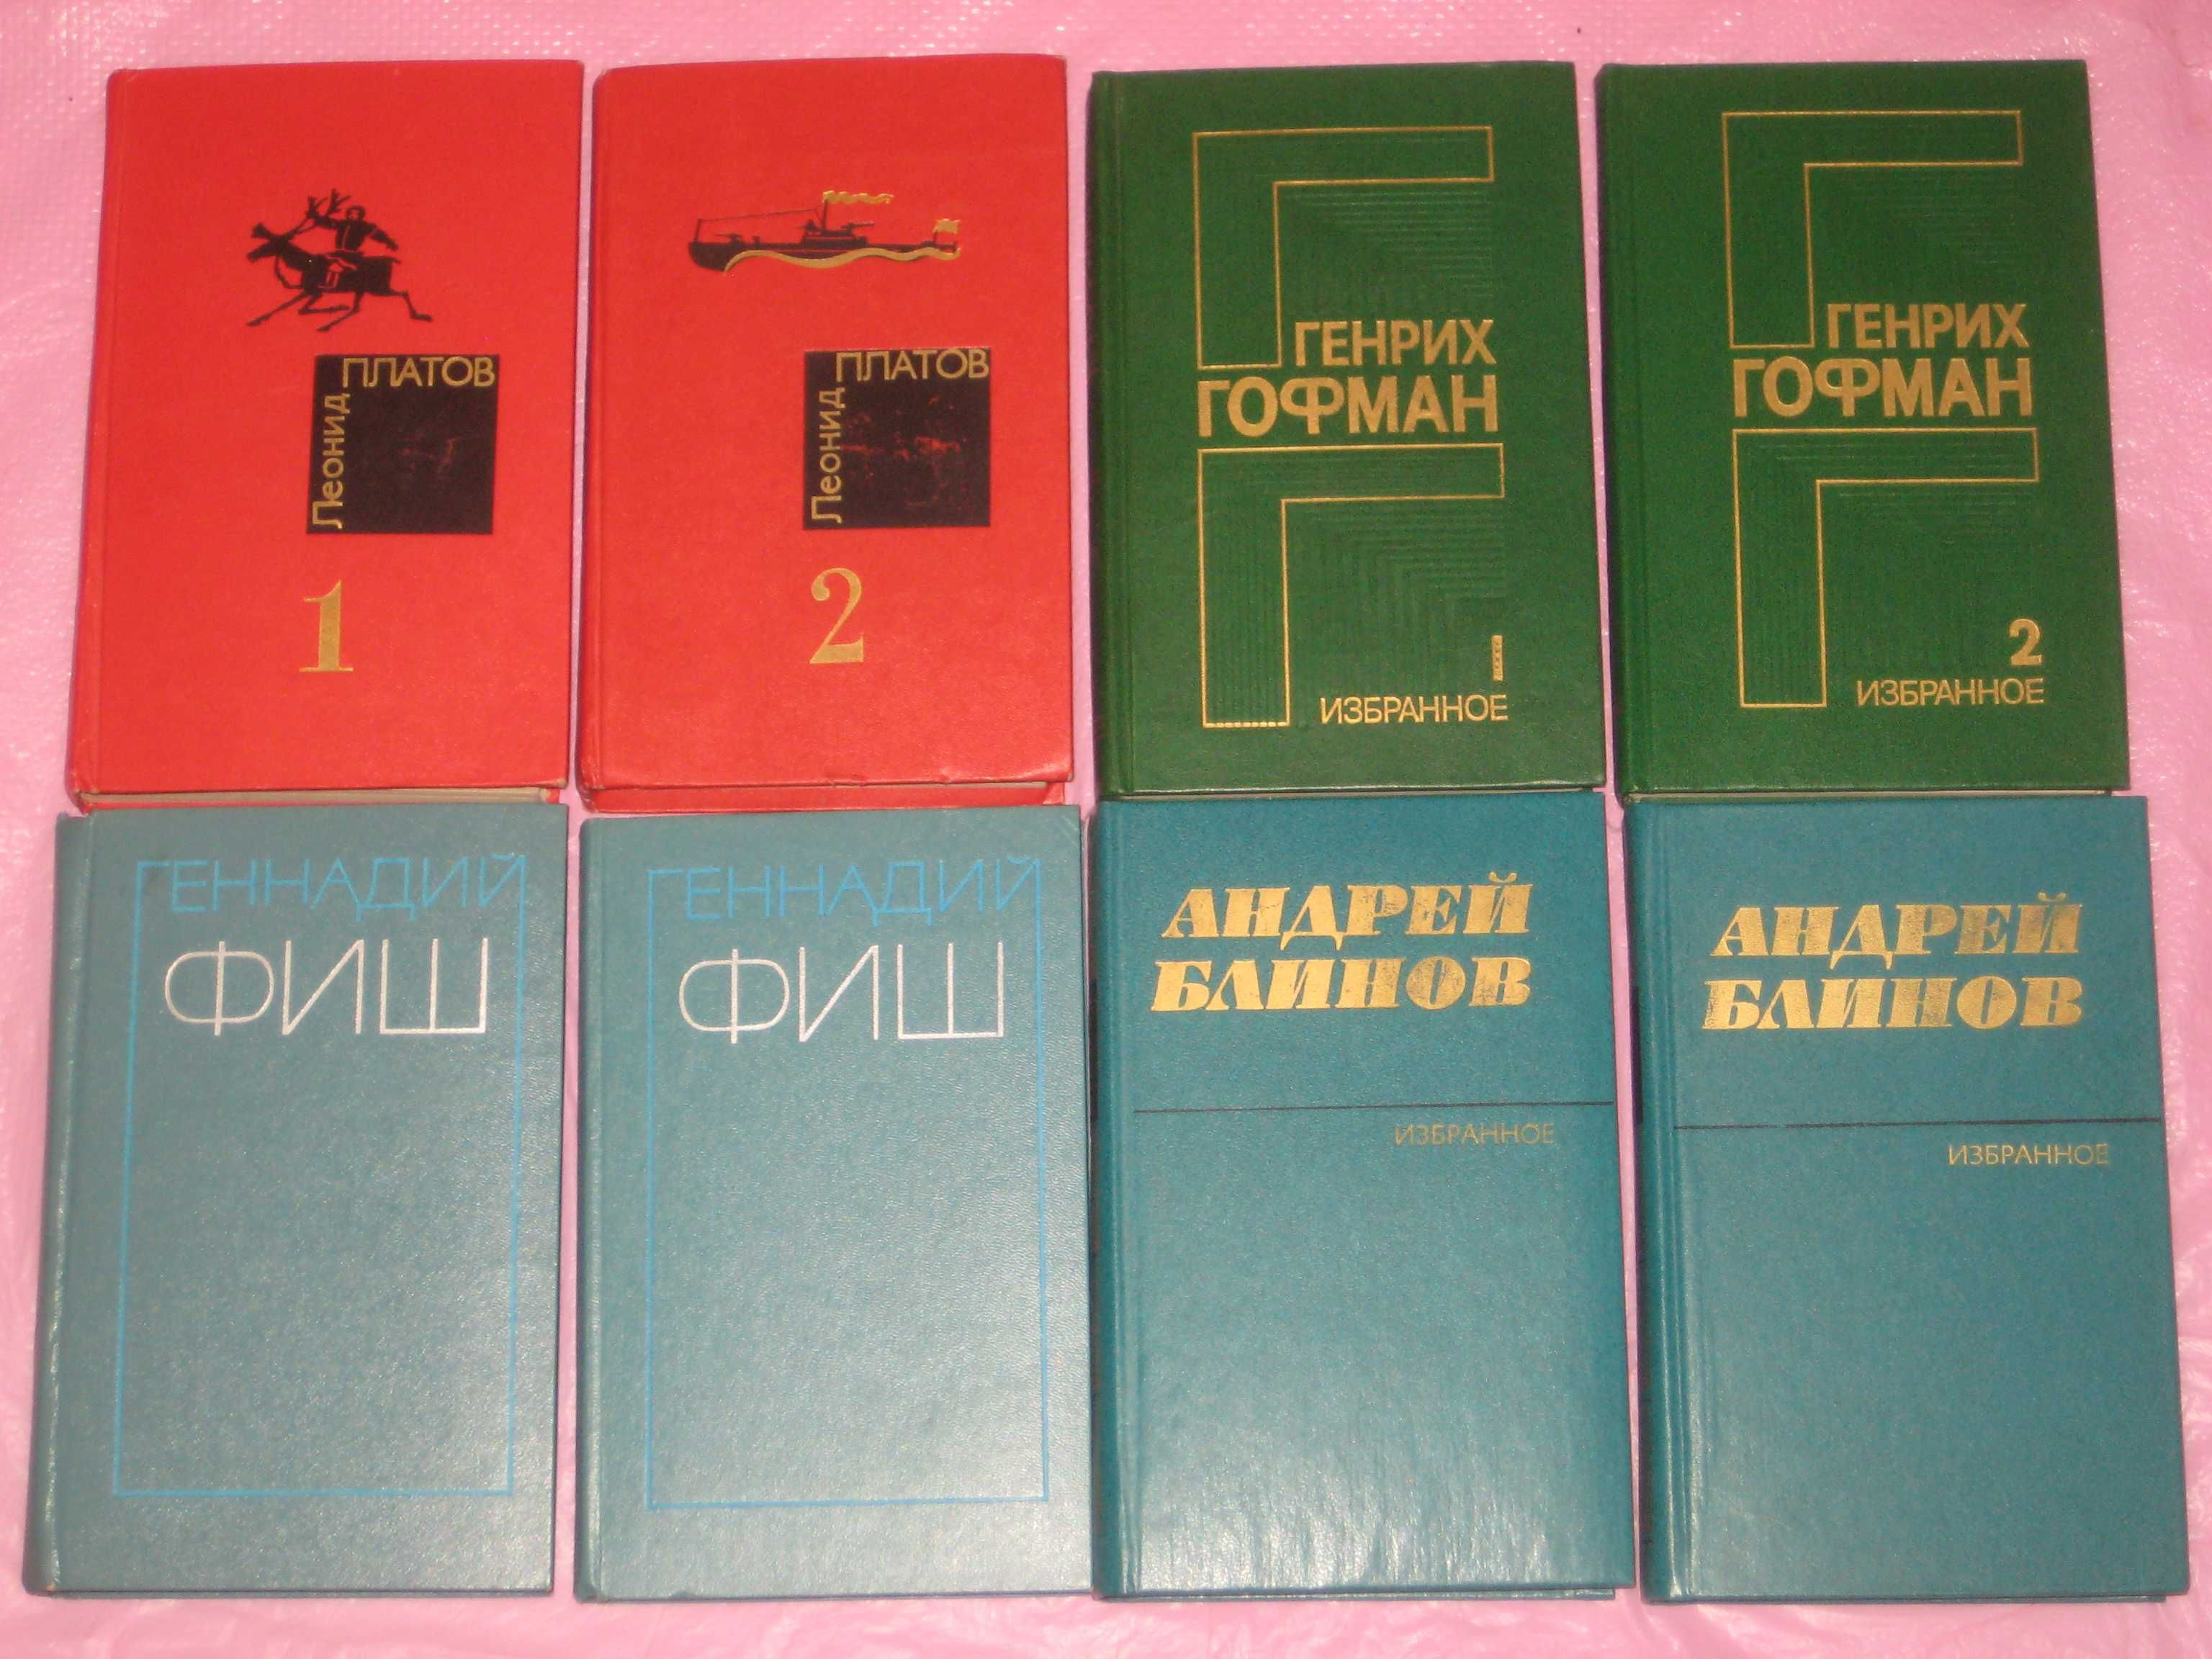 ПЛАТОВ
Леонид
1
ПЛАТОВ
Леонид
2
ГЕНРИХ
ГОФМАН
1
ИЗБРАННОЕ
ГЕНРИХ
ГОФМАН
2
ИЗБРАННОЕ
ГЕННАДИЙ
ФИШ
ГЕННАДИЙ
ФИШ
АНДРЕЙ
БЛИНОВ
ИЗБРАННОЕ
АНДРЕЙ
БЛИНОВ
ИЗБРАННОЕ